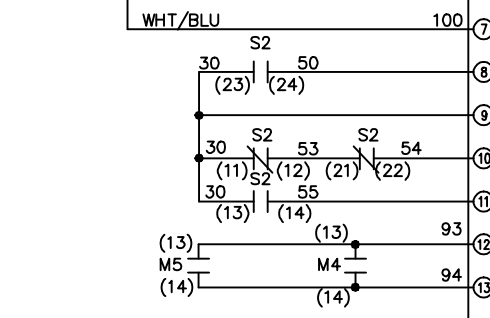 WHT/BLU 100 7
S2
30 50 8
(23) (24)
9
S2 S2
30 53 54 10
(11) (12) (21) (22)
S2
30 55 11
(13) (14)
(13) 93 12
(13)
M5 M4
94 13
(14) (14)